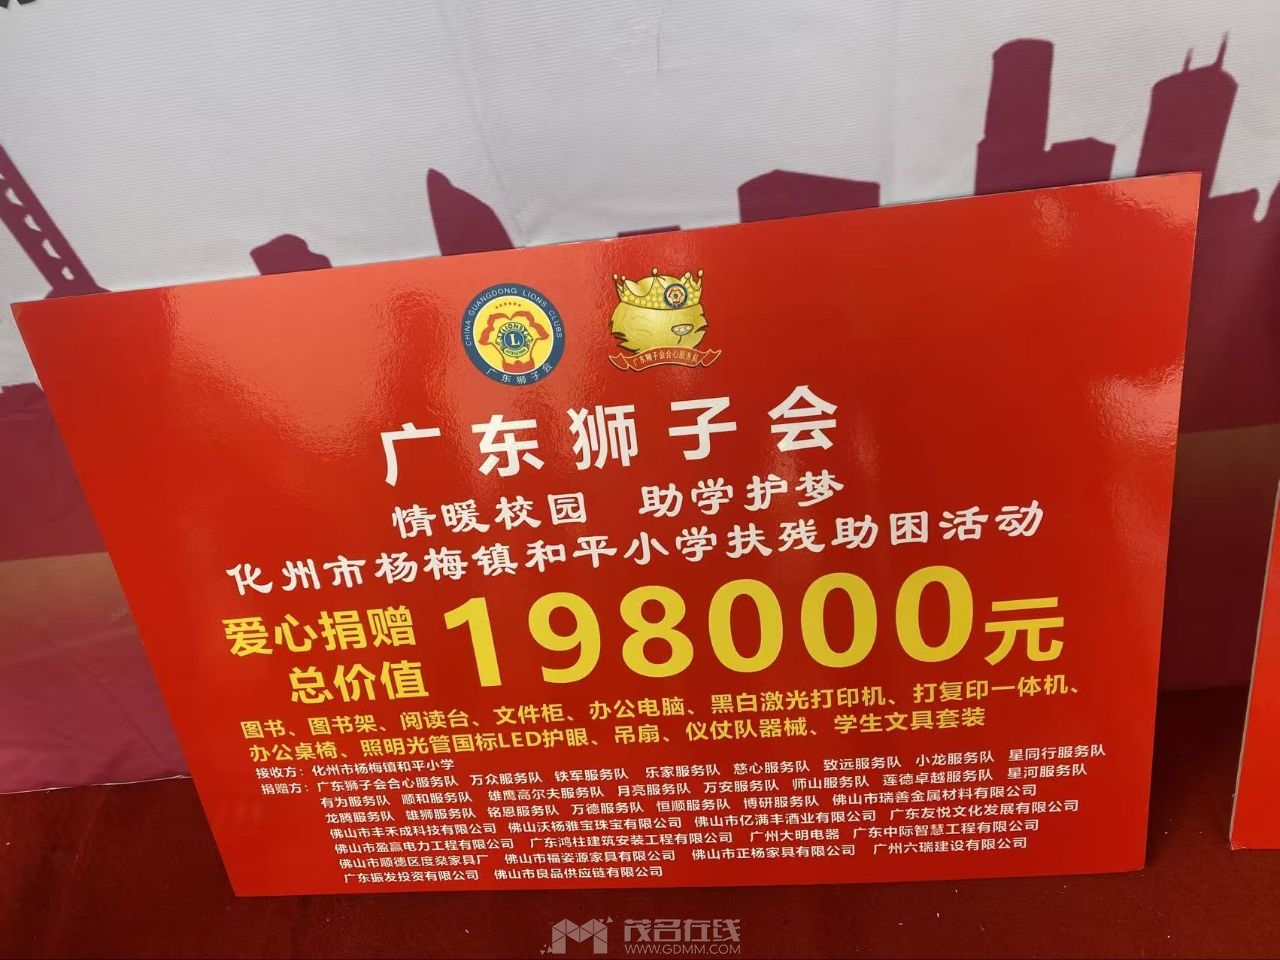 CHINA GUANGDONG LIONS CLUBS
LIONS
L
广东狮子会
广东狮子会合心服务队
广东狮子会
情暖校园 助学护梦
化州市杨梅镇和平小学扶残助困活动
爱心捐赠
总价值
198000元
图书、图书架、阅读台、文件柜、办公电脑、黑白激光打印机、打复印一体机、
办公桌椅、照明光管国标LED护眼、吊扇、仪仗队器械、学生文具套装
接收方：化州市杨梅镇和平小学
捐赠方：广东狮子会合心服务队 万众服务队 铁军服务队 乐家服务队 慈心服务队 致远服务队 小龙服务队 星同行服务队
有为服务队 顺和服务队 雄鹰高尔夫服务队 月亮服务队 万安服务队 师山服务队 莲德卓越服务队 星河服务队
龙腾服务队 雄狮服务队 铭恩服务队 万德服务队 恒顺服务队 博研服务队 佛山市瑞善金属材料有限公司
佛山市丰禾成科技有限公司 佛山沃杨雅宝珠宝有限公司 佛山市亿满丰酒业有限公司 广东友悦文化发展有限公司
佛山市盈赢电力工程有限公司 广东鸿柱建筑安装工程有限公司 广州大明电器 广东中际智慧工程有限公司
佛山市顺德区度燊家具厂 佛山市福姿源家具有限公司 佛山市正杨家具有限公司 广州六瑞建设有限公司
广东振发投资有限公司 佛山市良品供应链有限公司
茂名在线
WWW.GDMM.COM